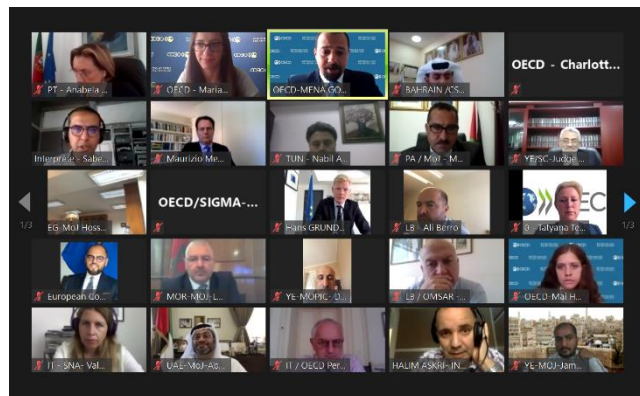 PT - Anabela ...
OECD - Maria...
OECD-MENA GO...
BAHRAIN /CS...
OECD - Charlott...
Interprète - Sabe...
Maurizio Me...
TUN - Nabil A...
PA / MoI - M...
YE/SC-Judge ...
EG-MoJ Hoss...
OECD/SIGMA-...
Hans GRUND...
LB - Ali Berro
- Tatyana Te...
1/3
1/3
European Co...
MOR-MOJ-L...
YE-MOPIC- O...
LB / OMSAR -...
OECD-Mai H...
IT - SNA- Val...
UAE-MoJ-Ab...
IT / OECD Per...
HALIM ASKRI- IN...
YE-MOJ-Jam...